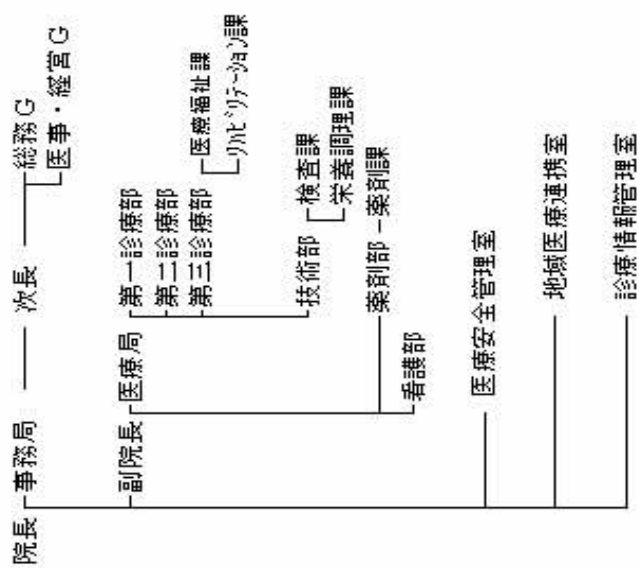 院長
事務局
次長
総務G
医事・経営G
副院長
医療局
第一診療部
第二診療部
第三診療部
医療福祉課
リハビリテーション課
技術部
検査課
栄養調理課
薬剤部
薬剤課
看護部
医療安全管理室
地域医療連携室
診療情報管理室